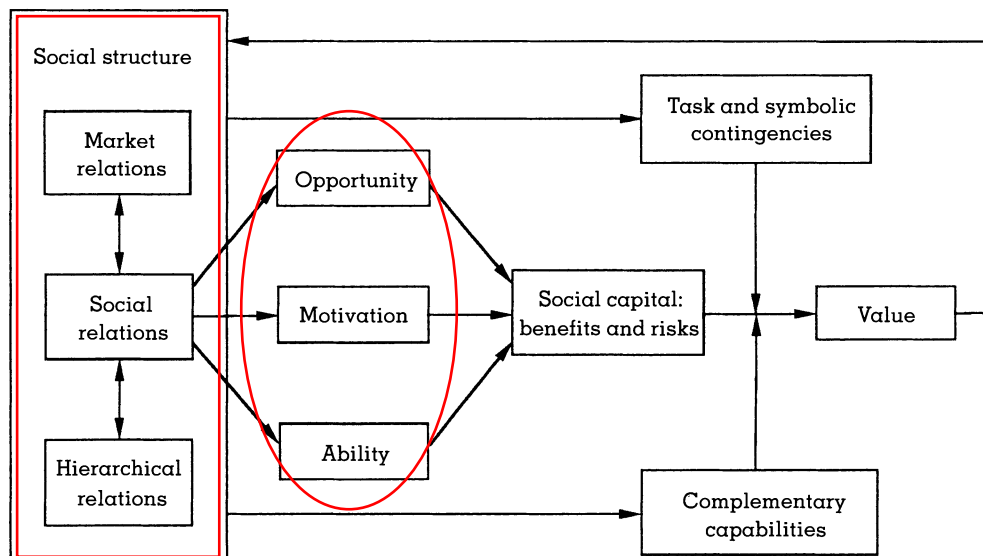 Social structure
Market
relations
Social
relations
Hierarchical
relations
Opportunity
Motivation
Ability
Social capital:
benefits and risks
Task and symbolic
contingencies
Complementary
capabilities
Value